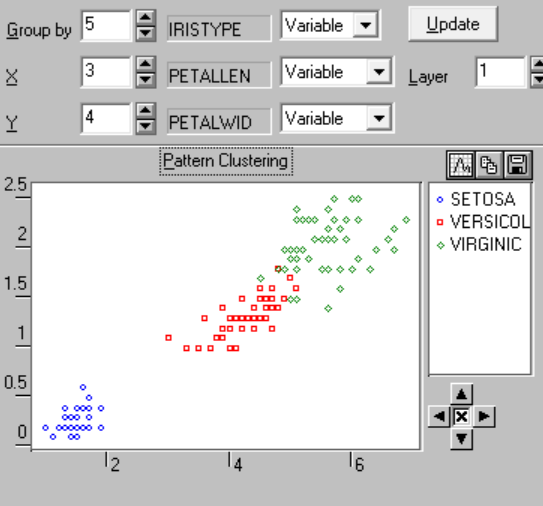 Group by 5 IRISTYPE Variable Update
X 3 PETALLEN Variable Layer 1
Y 4 PETALWID Variable
Pattern Clustering
2.5
2
1.5
1
0.5
0
2 4 6
SETOSA
VERSICOL
VIRGINIC